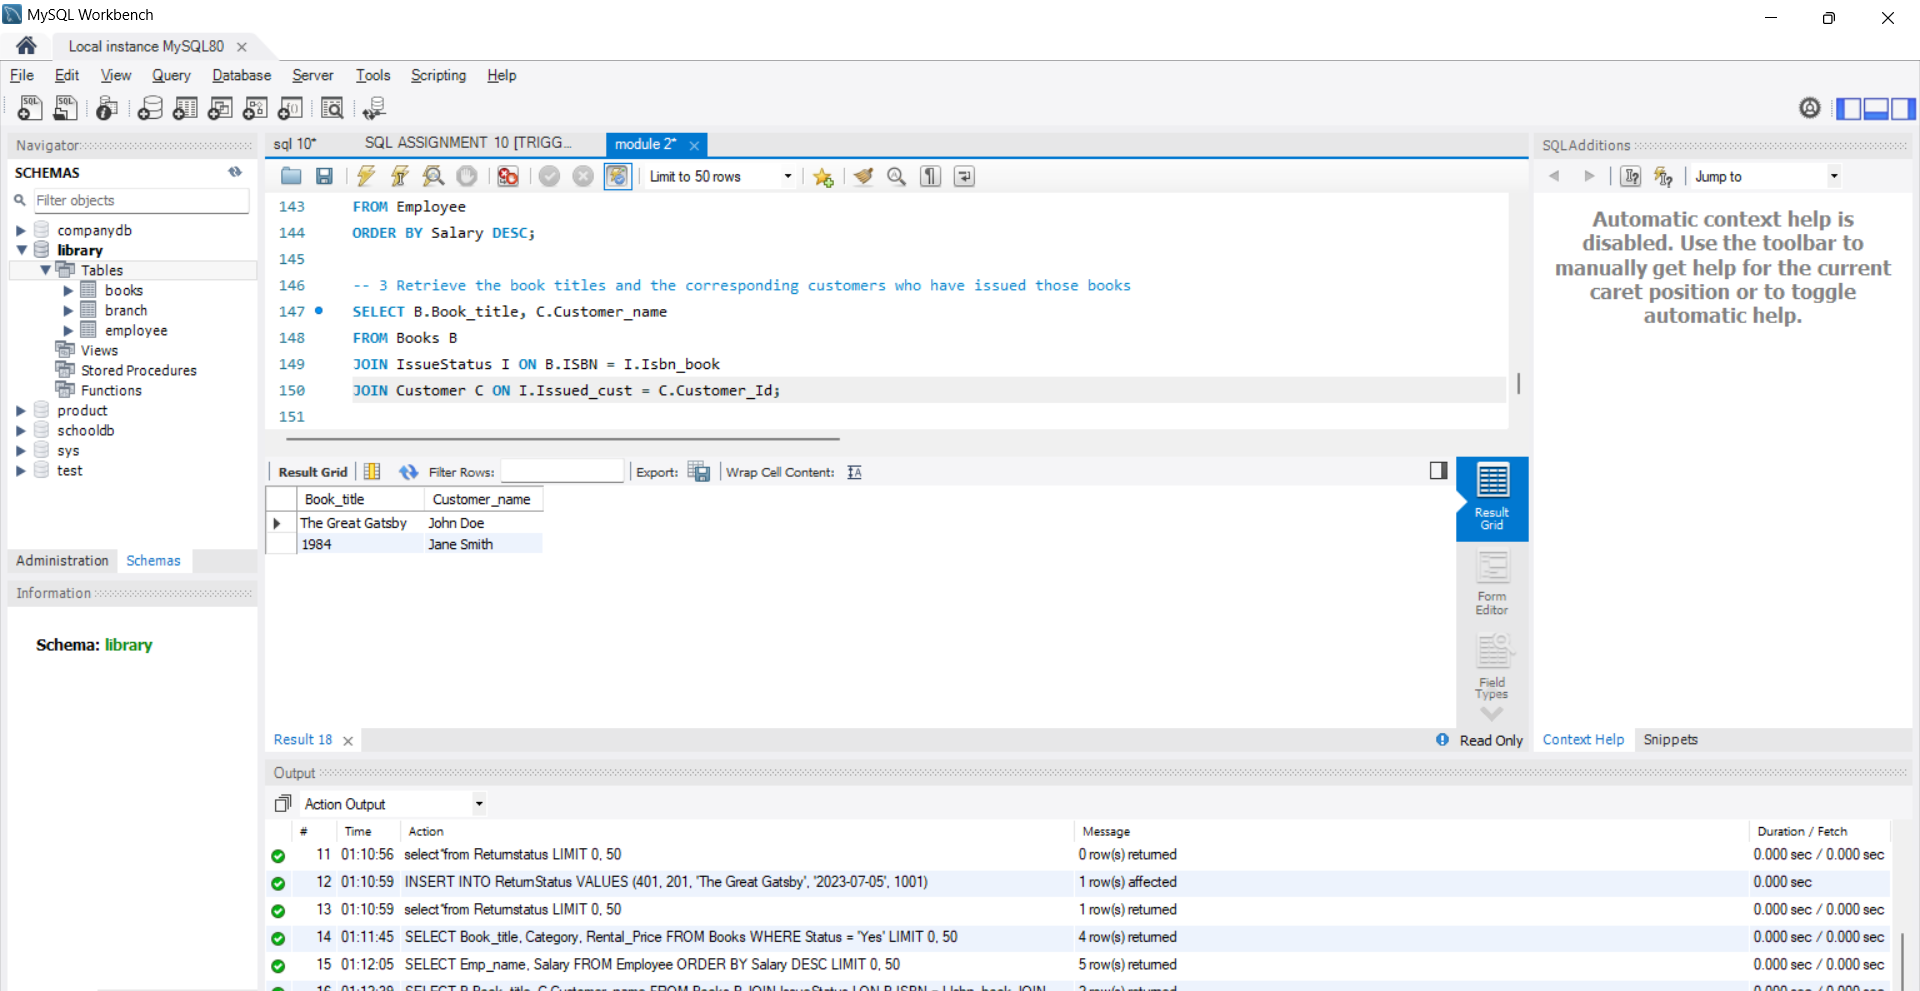 MySQL Workbench
Local instance MySQL80
File Edit View Query Database Server Tools Scripting Help
Navigator
SCHEMAS
Filter objects
companydb
library
Tables
books
branch
employee
Views
Stored Procedures
Functions
product
schooldb
sys
test
Administration Schemas
Information
Schema: library
sql 10* SQL ASSIGNMENT 10 [TRIGG... module 2*
Limit to 50 rows
143 FROM Employee
144 ORDER BY Salary DESC;
145
146 -- 3 Retrieve the book titles and the corresponding customers who have issued those books
147 SELECT B.Book_title, C.Customer_name
148 FROM Books B
149 JOIN IssueStatus I ON B.ISBN = I.Isbn_book
150 JOIN Customer C ON I.Issued_cust = C.Customer_Id;
151
Result Grid Filter Rows: Export: Wrap Cell Content:
Book_title Customer_name
The Great Gatsby John Doe
1984 Jane Smith
Result
Grid
Form
Editor
Field
Types
Result 18
Read Only
SQLAdditions
Jump to
Automatic context help is
disabled. Use the toolbar to
manually get help for the current
caret position or to toggle
automatic help.
Context Help Snippets
Output
Action Output
# Time Action Message Duration / Fetch
11 01:10:56 select*from Returnstatus LIMIT 0, 50 0 row(s) returned 0.000 sec / 0.000 sec
12 01:10:59 INSERT INTO ReturnStatus VALUES (401, 201, 'The Great Gatsby', '2023-07-05', 1001) 1 row(s) affected 0.000 sec
13 01:10:59 select*from Returnstatus LIMIT 0, 50 1 row(s) returned 0.000 sec / 0.000 sec
14 01:11:45 SELECT Book_title, Category, Rental_Price FROM Books WHERE Status = 'Yes' LIMIT 0, 50 4 row(s) returned 0.000 sec / 0.000 sec
15 01:12:05 SELECT Emp_name, Salary FROM Employee ORDER BY Salary DESC LIMIT 0, 50 5 row(s) returned 0.000 sec / 0.000 sec